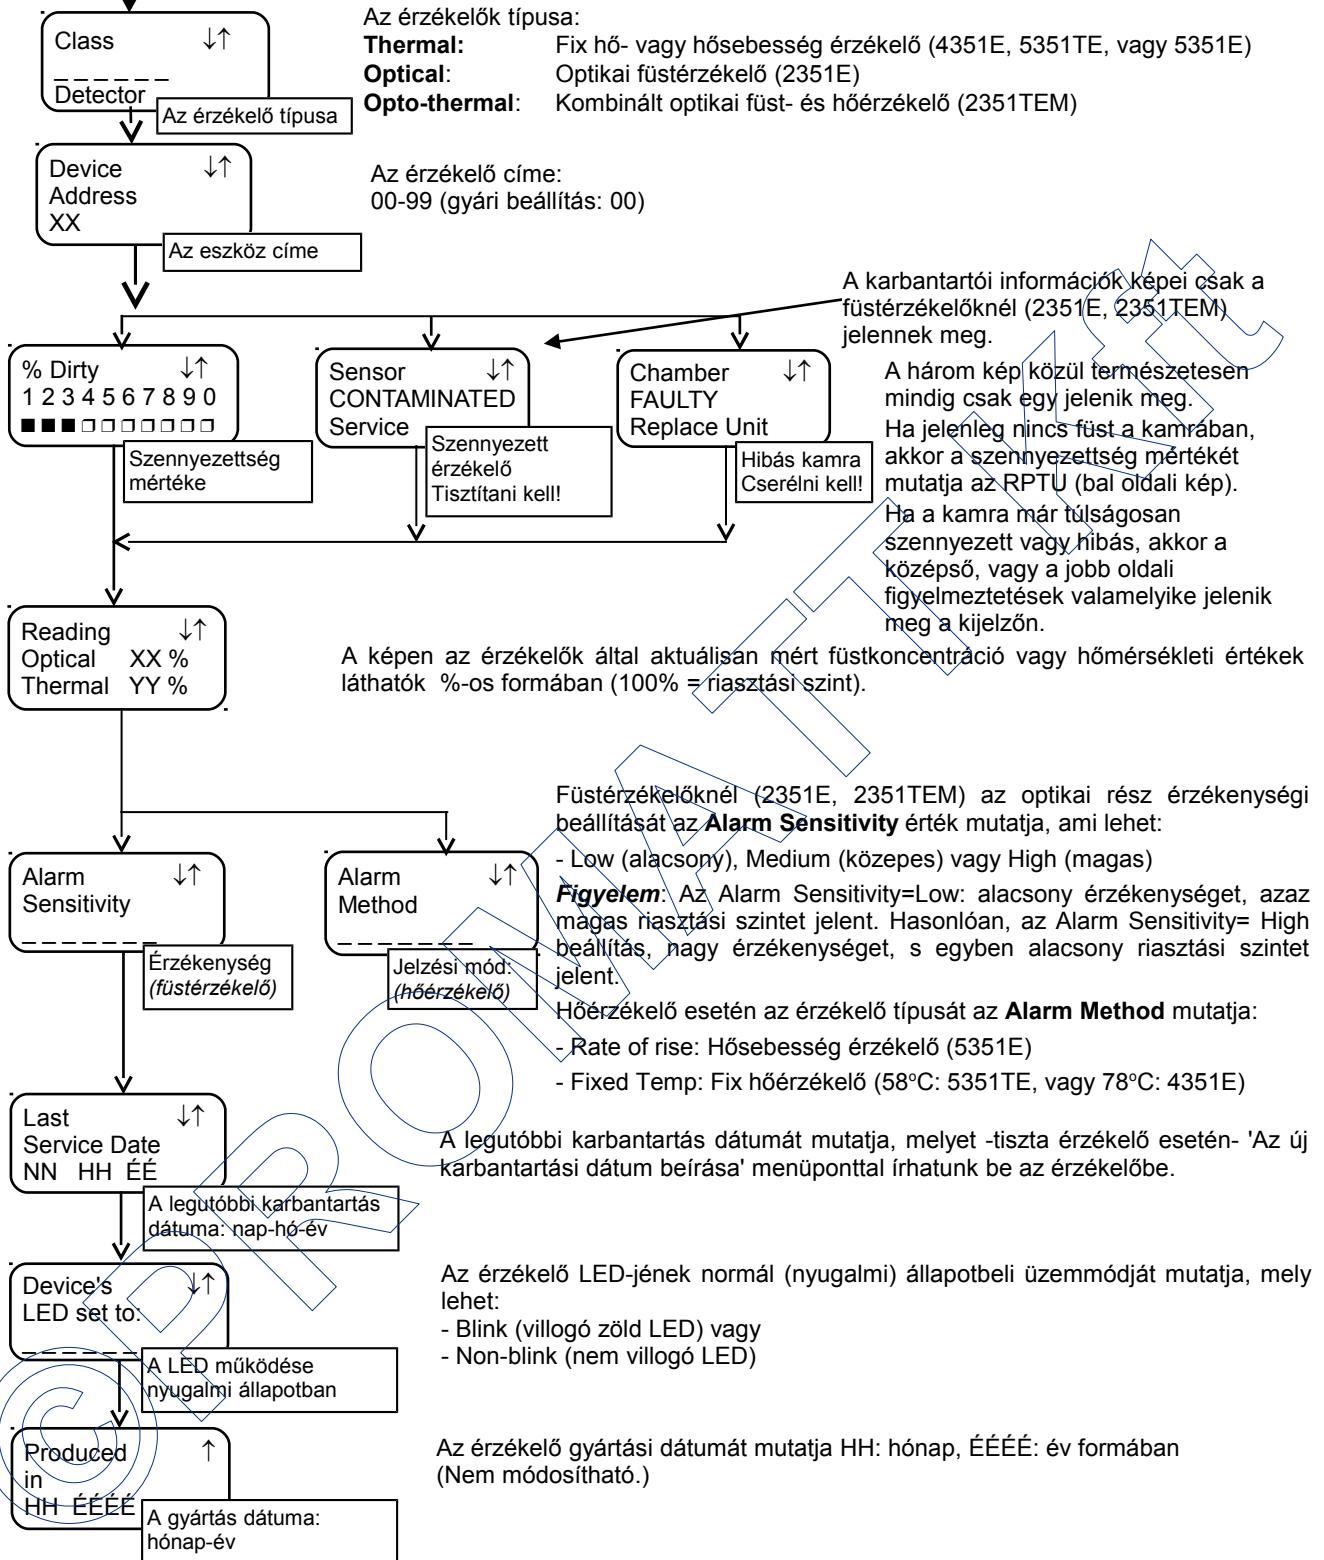 Az érzékelők típusa:
Class ↓↑
_ _ _ _ _ _
Detector
Az érzékelő típusa
Thermal: Fix hő- vagy hősebesség érzékelő (4351E, 5351TE, vagy 5351E)
Optical: Optikai füstérzékelő (2351E)
Opto-thermal: Kombinált optikai füst- és hőérzékelő (2351TEM)
Device ↓↑
Address
XX
Az eszköz címe
Az érzékelő címe:
00-99 (gyári beállítás: 00)
A karbantartói információk képei csak a
füstérzékelőknél (2351E, 2351TEM)
jelennek meg.
% Dirty ↓↑
1 2 3 4 5 6 7 8 9 0
■ ■ ■ ❒ ❒ ❒ ❒ ❒ ❒ ❒
Szennyezettség
mértéke
Sensor ↓↑
CONTAMINATED
Service
Szennyezett
érzékelő
Tisztítani kell!
Chamber ↓↑
FAULTY
Replace Unit
Hibás kamra
Cserélni kell!
A három kép közül természetesen
mindig csak egy jelenik meg.
Ha jelenleg nincs füst a kamrában,
akkor a szennyezettség mértékét
mutatja az RPTU (bal oldali kép).
Ha a kamra már túlságosan
szennyezett vagy hibás, akkor a
középső, vagy a jobb oldali
figyelmeztetések valamelyike jelenik
meg a kijelzőn.
Reading ↓↑
Optical XX %
Thermal YY %
A képen az érzékelők által aktuálisan mért füstkoncentráció vagy hőmérsékleti értékek
láthatók %-os formában (100% = riasztási szint).
Füstérzékelőknél (2351E, 2351TEM) az optikai rész érzékenységi
beállítását az Alarm Sensitivity érték mutatja, ami lehet:
- Low (alacsony), Medium (közepes) vagy High (magas)
Figyelem: Az Alarm Sensitivity=Low: alacsony érzékenységet, azaz
magas riasztási szintet jelent. Hasonlóan, az Alarm Sensitivity= High
beállítás, nagy érzékenységet, s egyben alacsony riasztási szintet
jelent.
Alarm ↓↑
Sensitivity
_ _ _ _ _ _ _
Érzékenység
(füstérzékelő)
Alarm ↓↑
Method
_ _ _ _ _ _ _
Jelzési mód:
(hőérzékelő)
Hőérzékelő esetén az érzékelő típusát az Alarm Method mutatja:
- Rate of rise: Hősebesség érzékelő (5351E)
- Fixed Temp: Fix hőérzékelő (58°C: 5351TE, vagy 78°C: 4351E)
Last ↓↑
Service Date
NN HH ÉÉ
A legutóbbi karbantartás
dátuma: nap-hó-év
A legutóbbi karbantartás dátumát mutatja, melyet -tiszta érzékelő esetén- 'Az új
karbantartási dátum beírása' menüponttal írhatunk be az érzékelőbe.
Device's ↓↑
LED set to:
_ _ _ _ _ _
A LED működése
nyugalmi állapotban
Az érzékelő LED-jének normál (nyugalmi) állapotbeli üzemmódját mutatja, mely
lehet:
- Blink (villogó zöld LED) vagy
- Non-blink (nem villogó LED)
Produced ↑
in
HH ÉÉÉÉ
A gyártás dátuma:
hónap-év
Az érzékelő gyártási dátumát mutatja HH: hónap, ÉÉÉÉ: év formában
(Nem módosítható.)
©PROMATT Kft